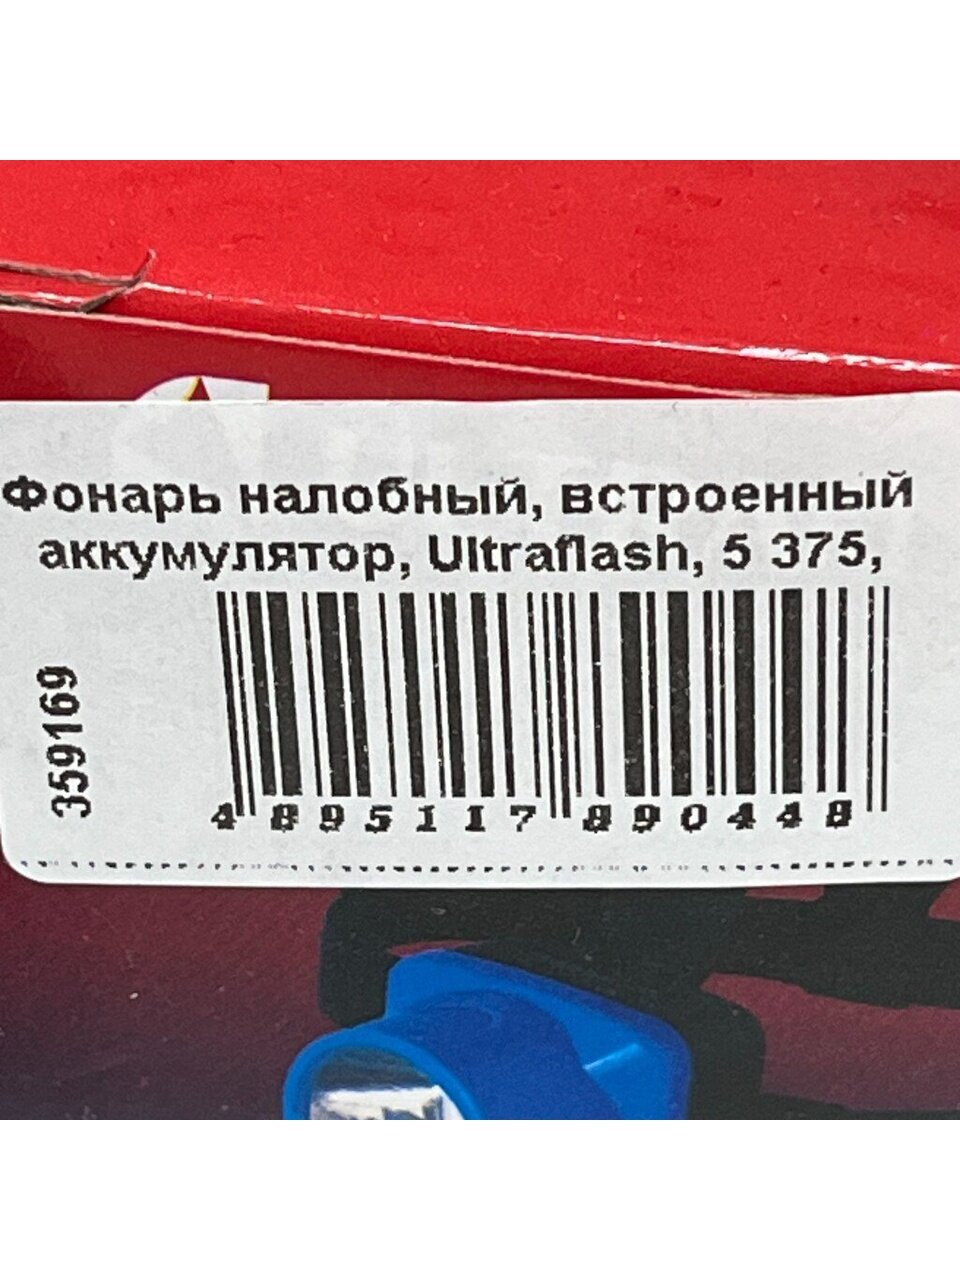 Фонарь налобный, встроенный
аккумулятор, Ultraflash, 5 375,
359169
4 895117 890448